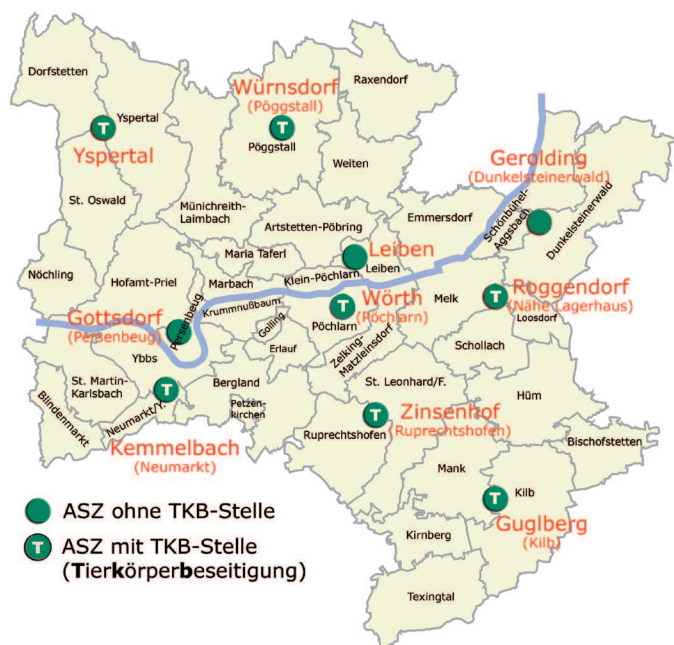 Dorfstetten
Yspertal
Yspertal
St. Oswald
Würnsdorf
(Pöggstall)
Pöggstall
Raxendorf
Weiten
Münichreith-
Laimbach
Gerolding
(Dunkelsteinerwald)
Schönbühel-
Aggsbach
Dunkelsteinerwald
Emmersdorf
Artstetten-Pöbring
Maria Taferl
Leiben
Leiben
Klein-Pöchlarn
Nöchling
Hofamt-Priel
Marbach
Krummnußbaum
Gottsdorf
(Persenbeug)
Persenbeug
Wörth
(Pöchlarn)
Pöchlarn
Melk
Roggendorf
(Nähe Lagerhaus)
Loosdorf
Golling
Erlauf
Zelking-
Matzleinsdorf
Schollach
Ybbs
St. Martin-
Karlsbach
Blindenmarkt
Neumarkt/Y.
Bergland
Petzen-
kirchen
Kemmelbach
(Neumarkt)
St. Leonhard/F.
Zinsenhof
(Ruprechtshofen)
Ruprechtshofen
Hüm
Bischofstetten
Mank
Kilb
Guglberg
(Kilb)
Kirnberg
Texingtal
ASZ ohne TKB-Stelle
T ASZ mit TKB-Stelle
(Tierkörperbeseitigung)
T
T
T
T
T
T
T